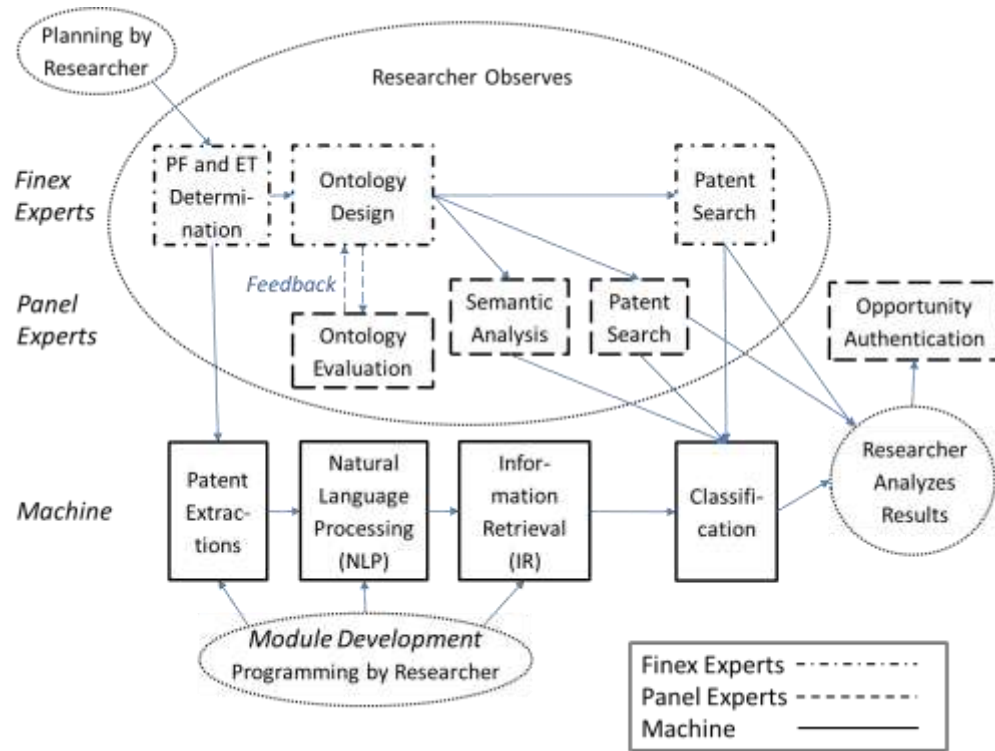 Planning by
Researcher
Researcher Observes
Finex
Experts
PF and ET
Determi-
nation
Ontology
Design
Patent
Search
Feedback
Panel
Experts
Ontology
Evaluation
Semantic
Analysis
Patent
Search
Opportunity
Authentication
Machine
Patent
Extrac-
tions
Natural
Language
Processing
(NLP)
Infor-
mation
Retrieval
(IR)
Classifi-
cation
Researcher
Analyzes
Results
Module Development
Programming by Researcher
Finex Experts
Panel Experts
Machine